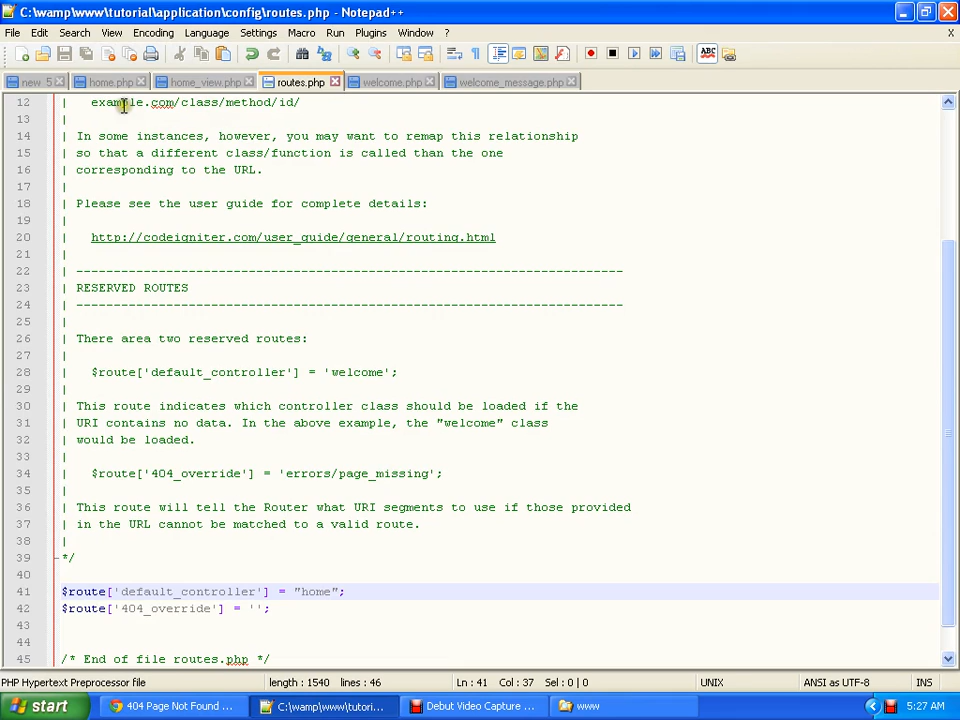 C:\wamp\www\tutorial\application\config\routes.php - Notepad++
File Edit Search View Encoding Language Settings Macro Run Plugins Window ? X
new 5 home.php home_view.php routes.php welcome.php welcome_message.php
12 | example.com/class/method/id/
13 |
14 | In some instances, however, you may want to remap this relationship
15 | so that a different class/function is called than the one
16 | corresponding to the URL.
17 |
18 | Please see the user guide for complete details:
19 |
20 | http://codeigniter.com/user_guide/general/routing.html
21 |
22 | -------------------------------------------------------------------------
23 | RESERVED ROUTES
24 | -------------------------------------------------------------------------
25 |
26 | There area two reserved routes:
27 |
28 | $route['default_controller'] = 'welcome';
29 |
30 | This route indicates which controller class should be loaded if the
31 | URI contains no data. In the above example, the "welcome" class
32 | would be loaded.
33 |
34 | $route['404_override'] = 'errors/page_missing';
35 |
36 | This route will tell the Router what URI segments to use if those provided
37 | in the URL cannot be matched to a valid route.
38 |
39 */
40
41 $route['default_controller'] = "home";
42 $route['404_override'] = '';
43
44
45 /* End of file routes.php */
PHP Hypertext Preprocessor file length : 1540 lines : 46 Ln : 41 Col : 37 Sel : 0 | 0 UNIX ANSI as UTF-8 INS
start 404 Page Not Found ... C:\wamp\www\tutori... Debut Video Capture ... www 5:27 AM